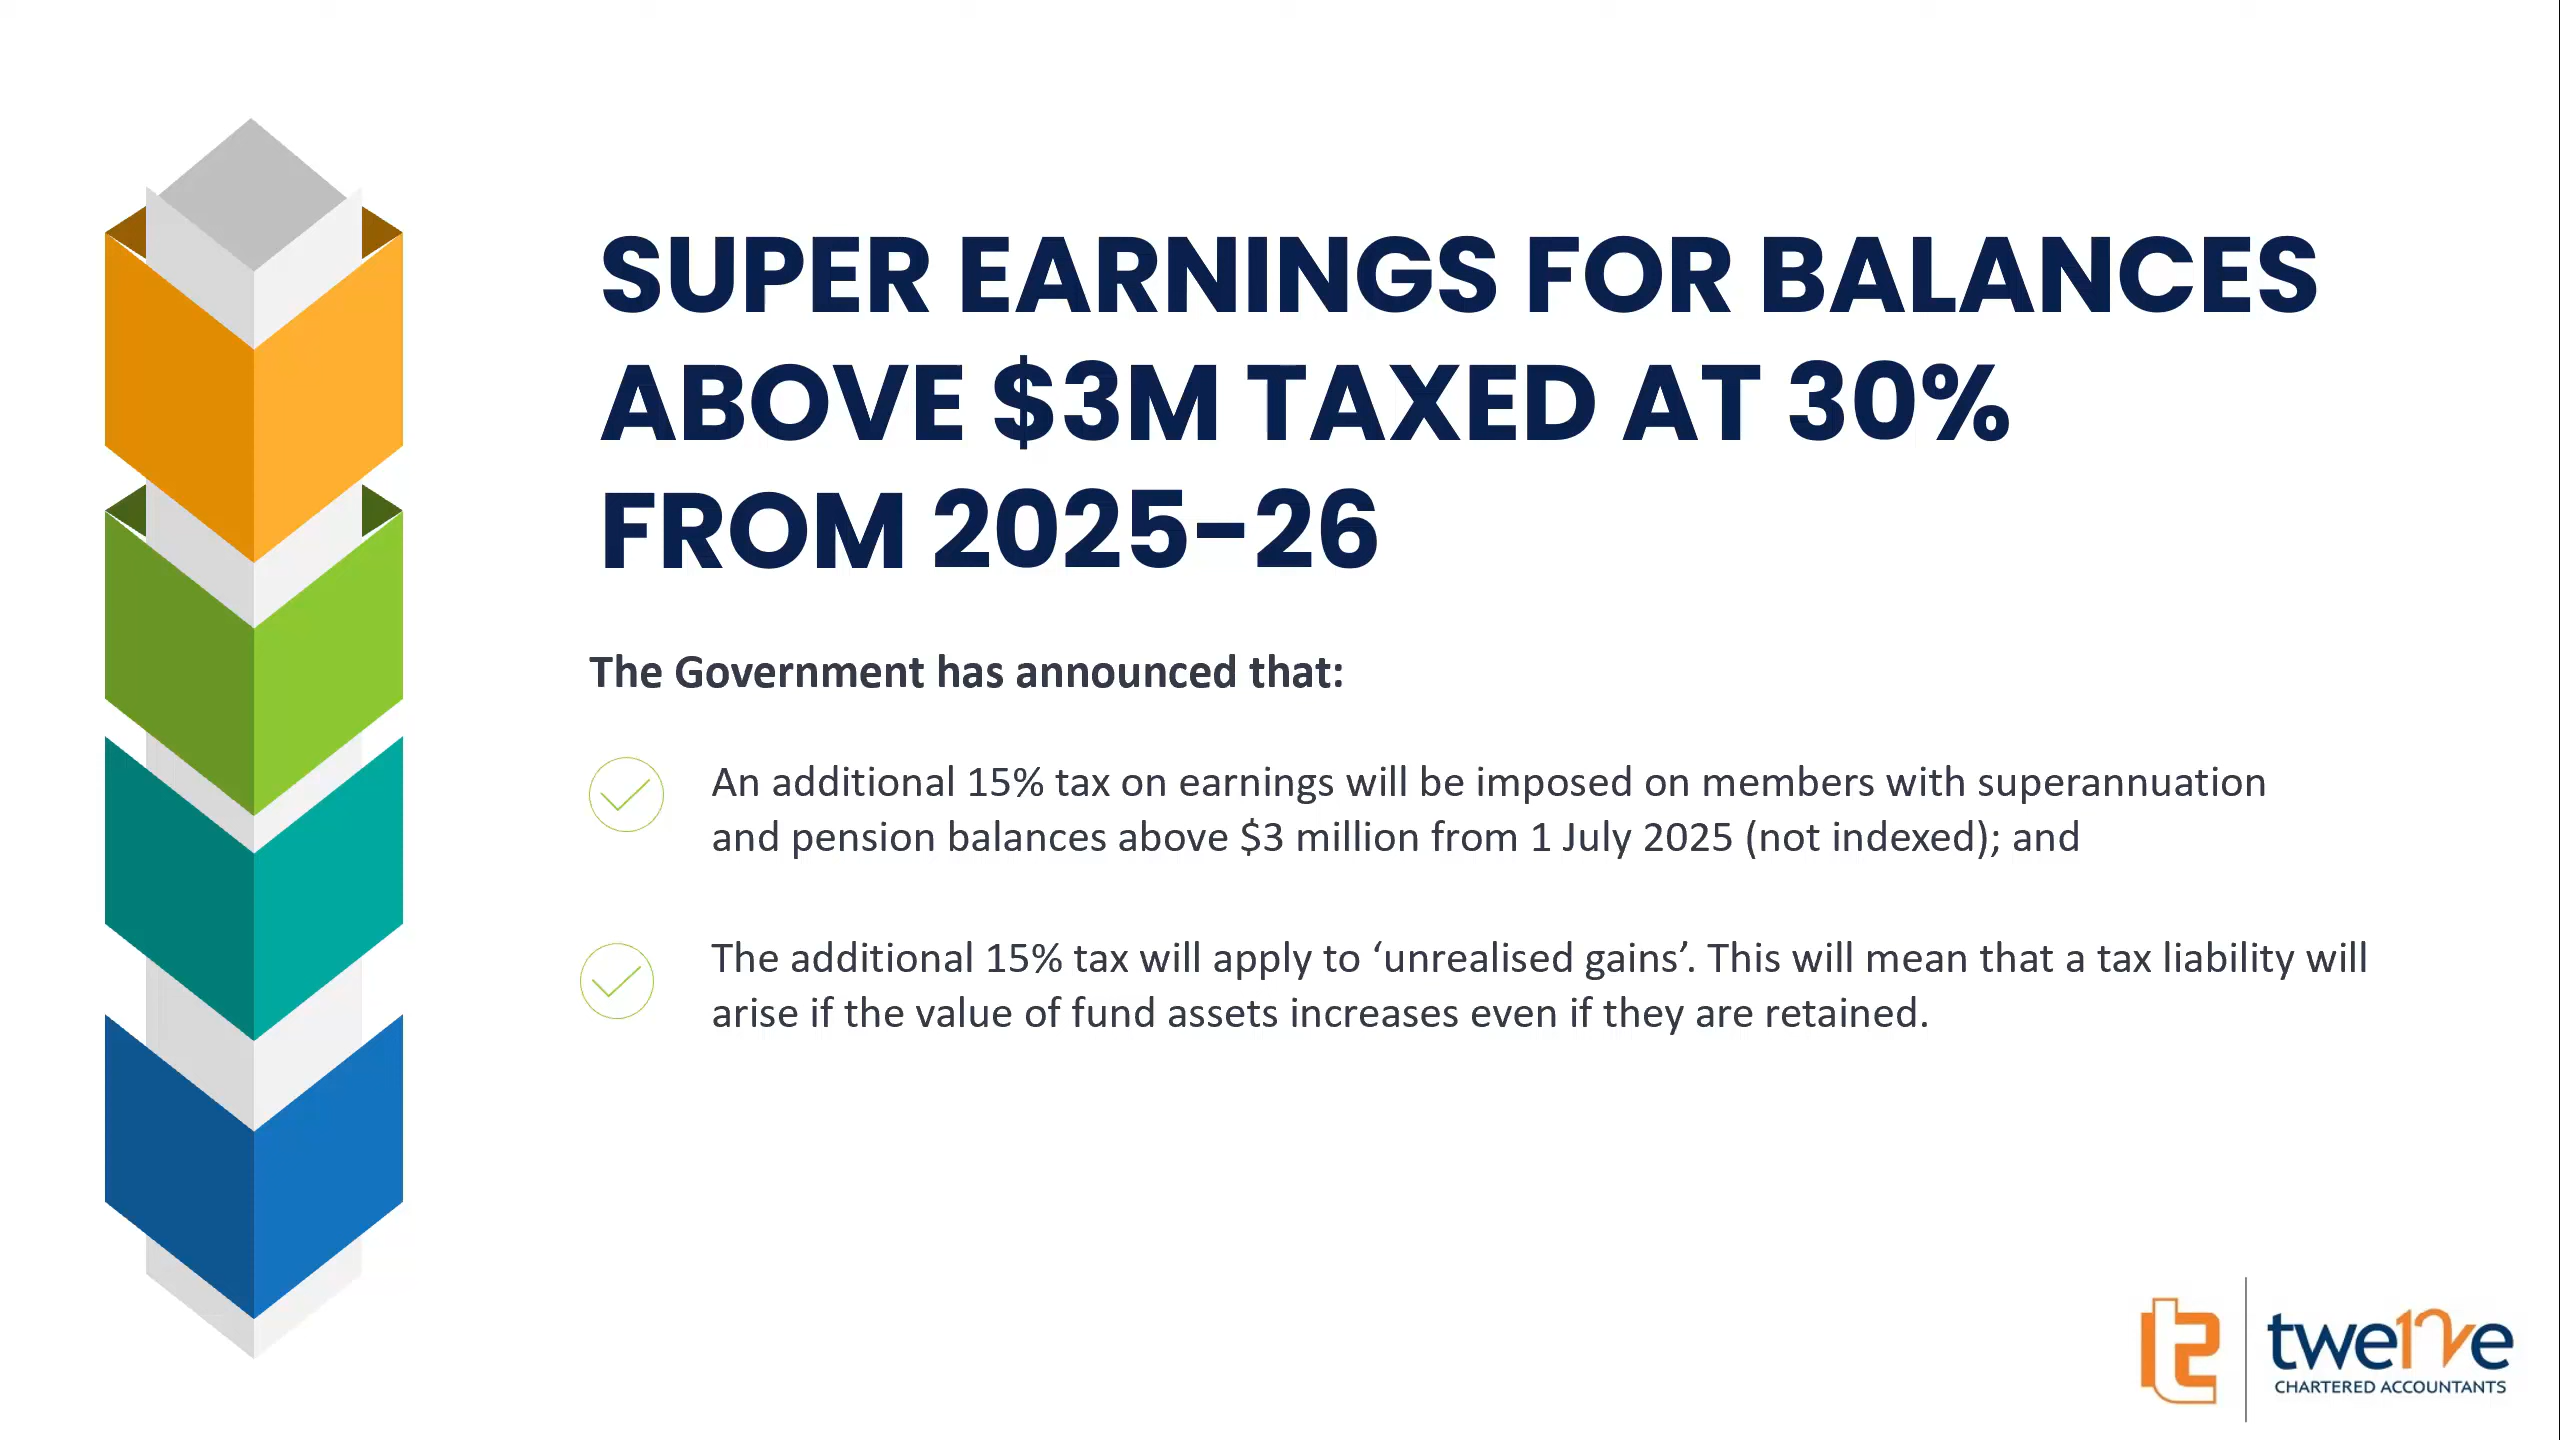 SUPER EARNINGS FOR BALANCES
ABOVE $3M TAXED AT 30%
FROM 2025-26
The Government has announced that:
An additional 15% tax on earnings will be imposed on members with superannuation
and pension balances above $3 million from 1 July 2025 (not indexed); and
The additional 15% tax will apply to ‘unrealised gains’. This will mean that a tax liability will
arise if the value of fund assets increases even if they are retained.
twe12ve
CHARTERED ACCOUNTANTS